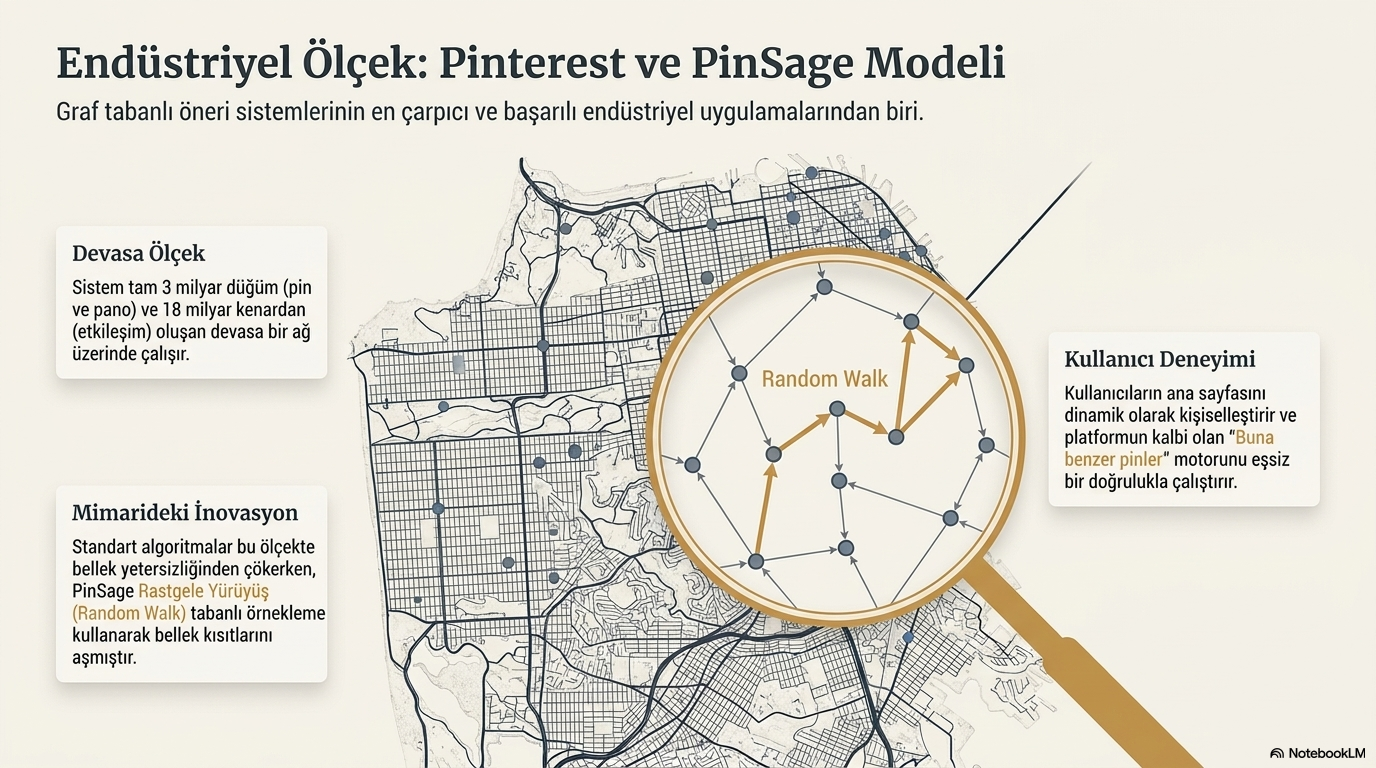 Endüstriyel Ölçek: Pinterest ve PinSage Modeli
Graf tabanlı öneri sistemlerinin en çarpıcı ve başarılı endüstriyel uygulamalarından biri.
Devasa Ölçek
Sistem tam 3 milyar düğüm (pin
ve pano) ve 18 milyar kenardan
(etkileşim) oluşan devasa bir ağ
üzerinde çalışır.
Mimarideki İnovasyon
Standart algoritmalar bu ölçekte
bellek yetersizliğinden çökerken,
PinSage Rastgele Yürüyüş
(Random Walk) tabanlı örnekleme
kullanarak bellek kısıtlarını
aşmıştır.
Random Walk
Kullanıcı Deneyimi
Kullanıcıların ana sayfasını
dinamik olarak kişiselleştirir ve
platformun kalbi olan "Buna
benzer pinler" motorunu eşsiz
bir doğrulukla çalıştırır.
NotebookLM